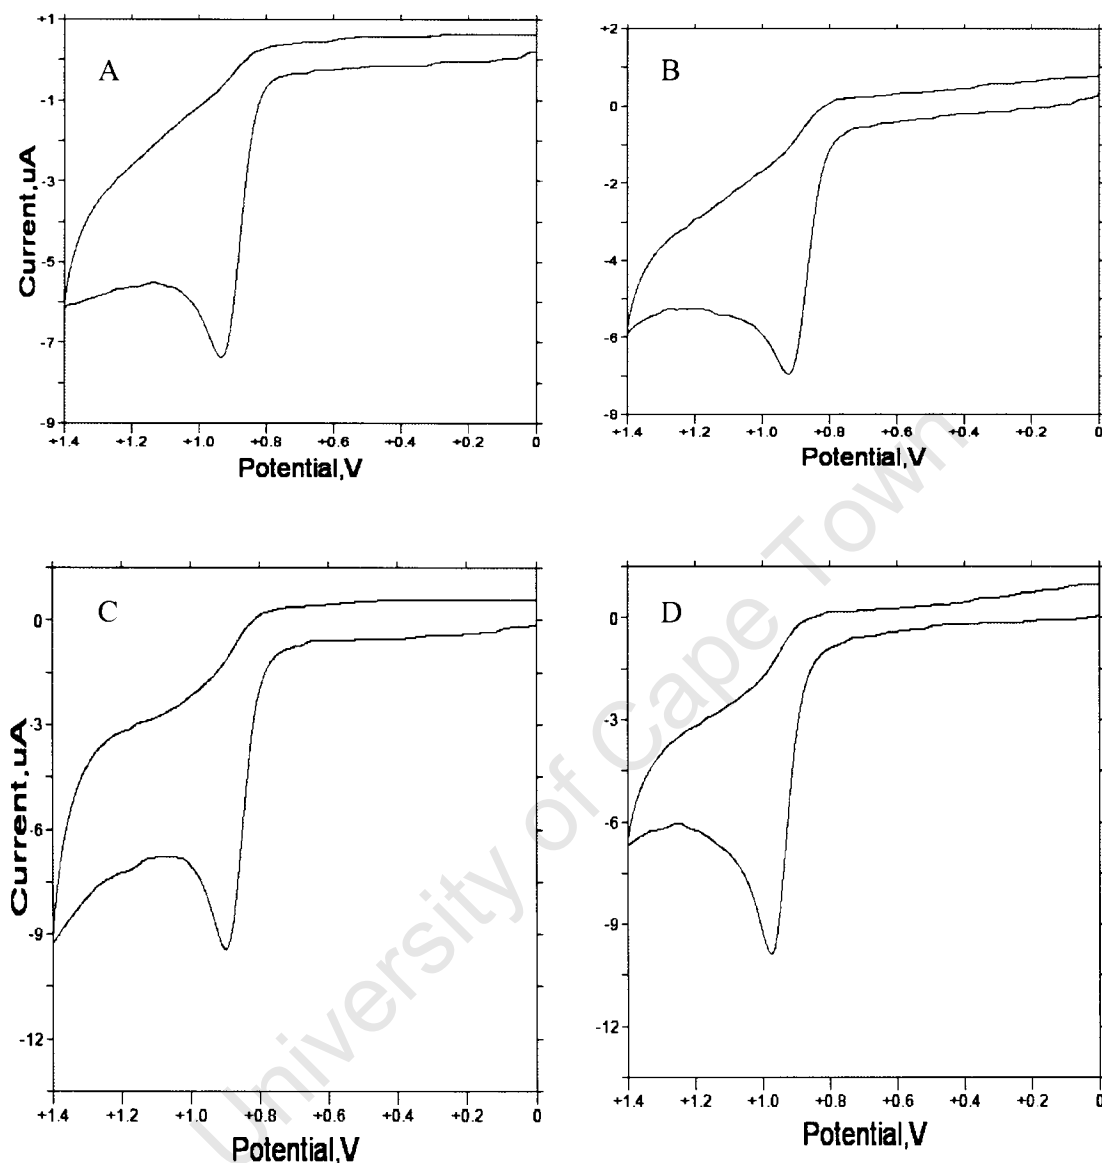 A
+1
-1
-3
-5
-7
-9
Current,uA
+1.4 +1.2 +1.0 +0.8 +0.6 +0.4 +0.2 0
Potential,V
B
+2
0
-2
-4
-6
-8
+1.4 +1.2 +1.0 +0.8 +0.6 +0.4 +0.2 0
Potential,V
C
0
-3
-6
-9
-12
Current,uA
+1.4 +1.2 +1.0 +0.8 +0.6 +0.4 +0.2 0
Potential,V
D
0
-3
-6
-9
-12
+1.4 +1.2 +1.0 +0.8 +0.6 +0.4 +0.2 0
Potential,V
University of Cape Town